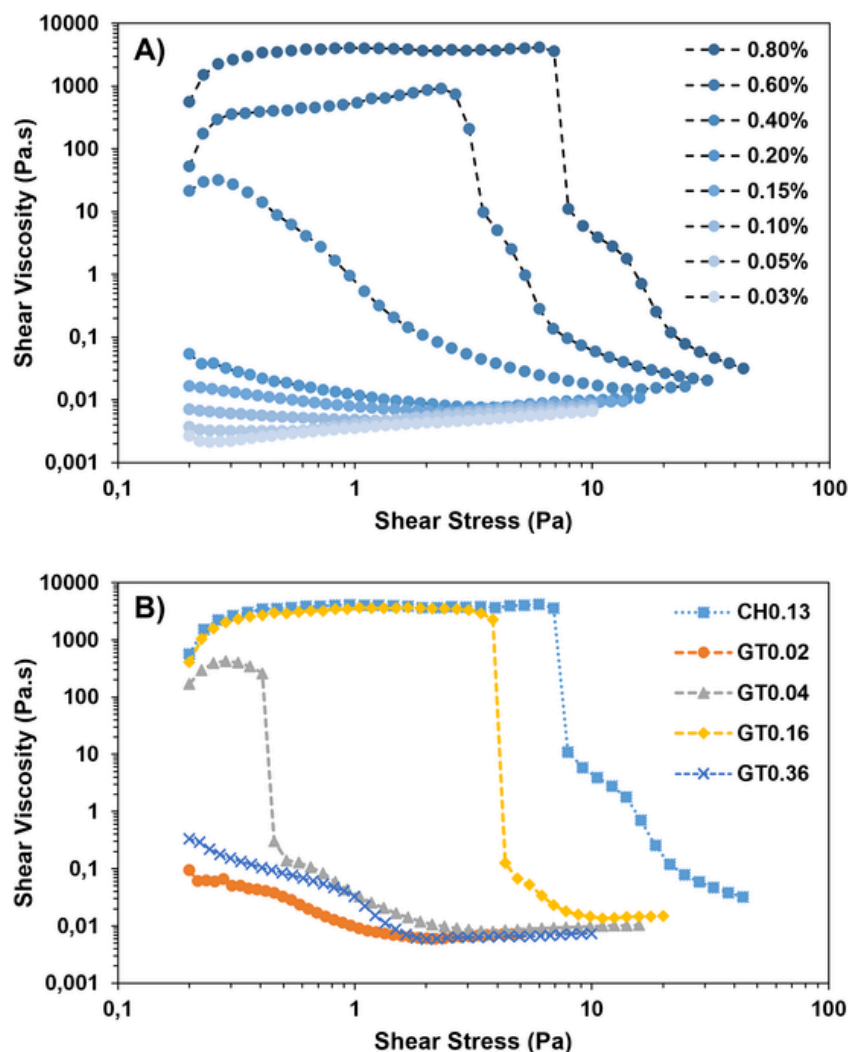 A)
Shear Viscosity (Pa.s)
10000
1000
100
10
1
0,1
0,01
0,001
0,1
1
10
100
Shear Stress (Pa)
0.80%
0.60%
0.40%
0.20%
0.15%
0.10%
0.05%
0.03%
B)
Shear Viscosity (Pa.s)
10000
1000
100
10
1
0,1
0,01
0,001
0,1
1
10
100
Shear Stress (Pa)
CH0.13
GT0.02
GT0.04
GT0.16
GT0.36